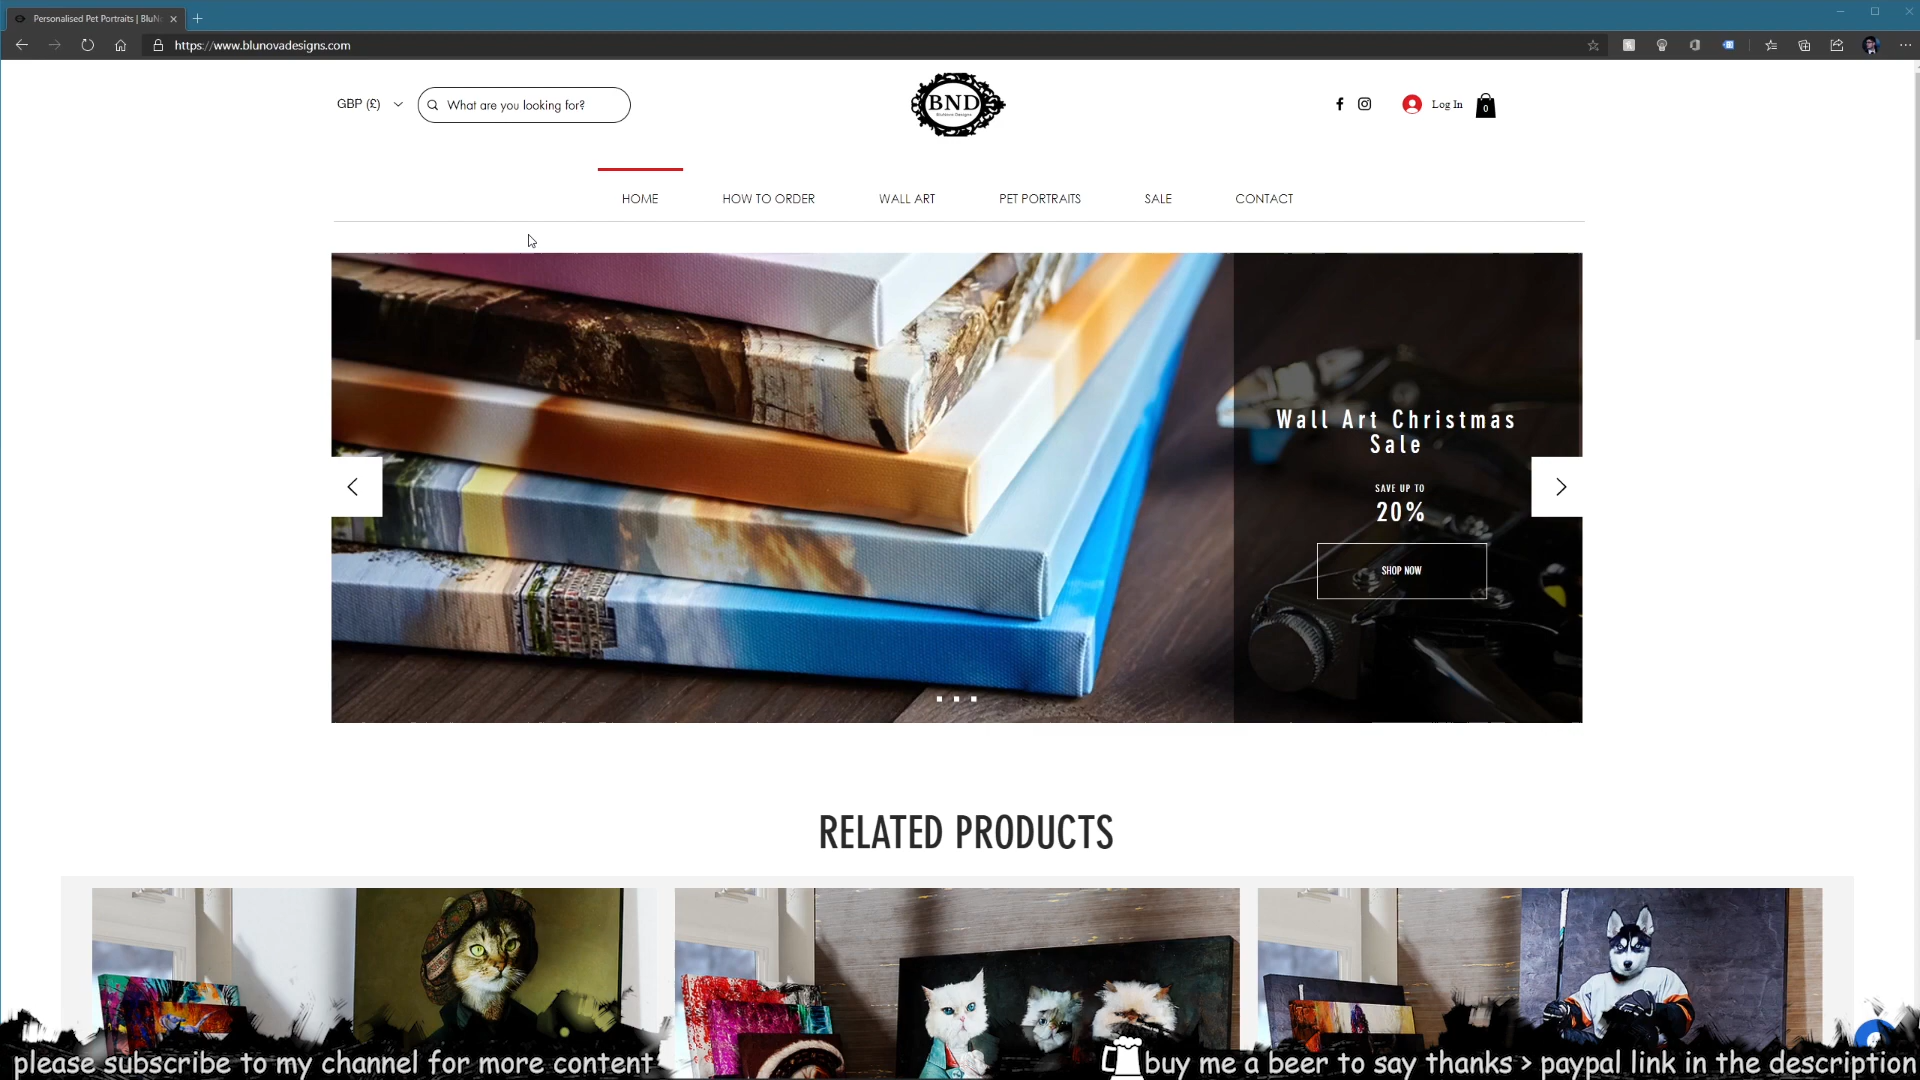 Personalised Pet Portraits | BluN
https://www.blunovadesigns.com
GBP (£)
What are you looking for?
BND
BluNova Designs
Log In
0
HOME
HOW TO ORDER
WALL ART
PET PORTRAITS
SALE
CONTACT
Wall Art Christmas
Sale
SAVE UP TO
20%
SHOP NOW
RELATED PRODUCTS
please subscribe to my channel for more content
buy me a beer to say thanks > paypal link in the description